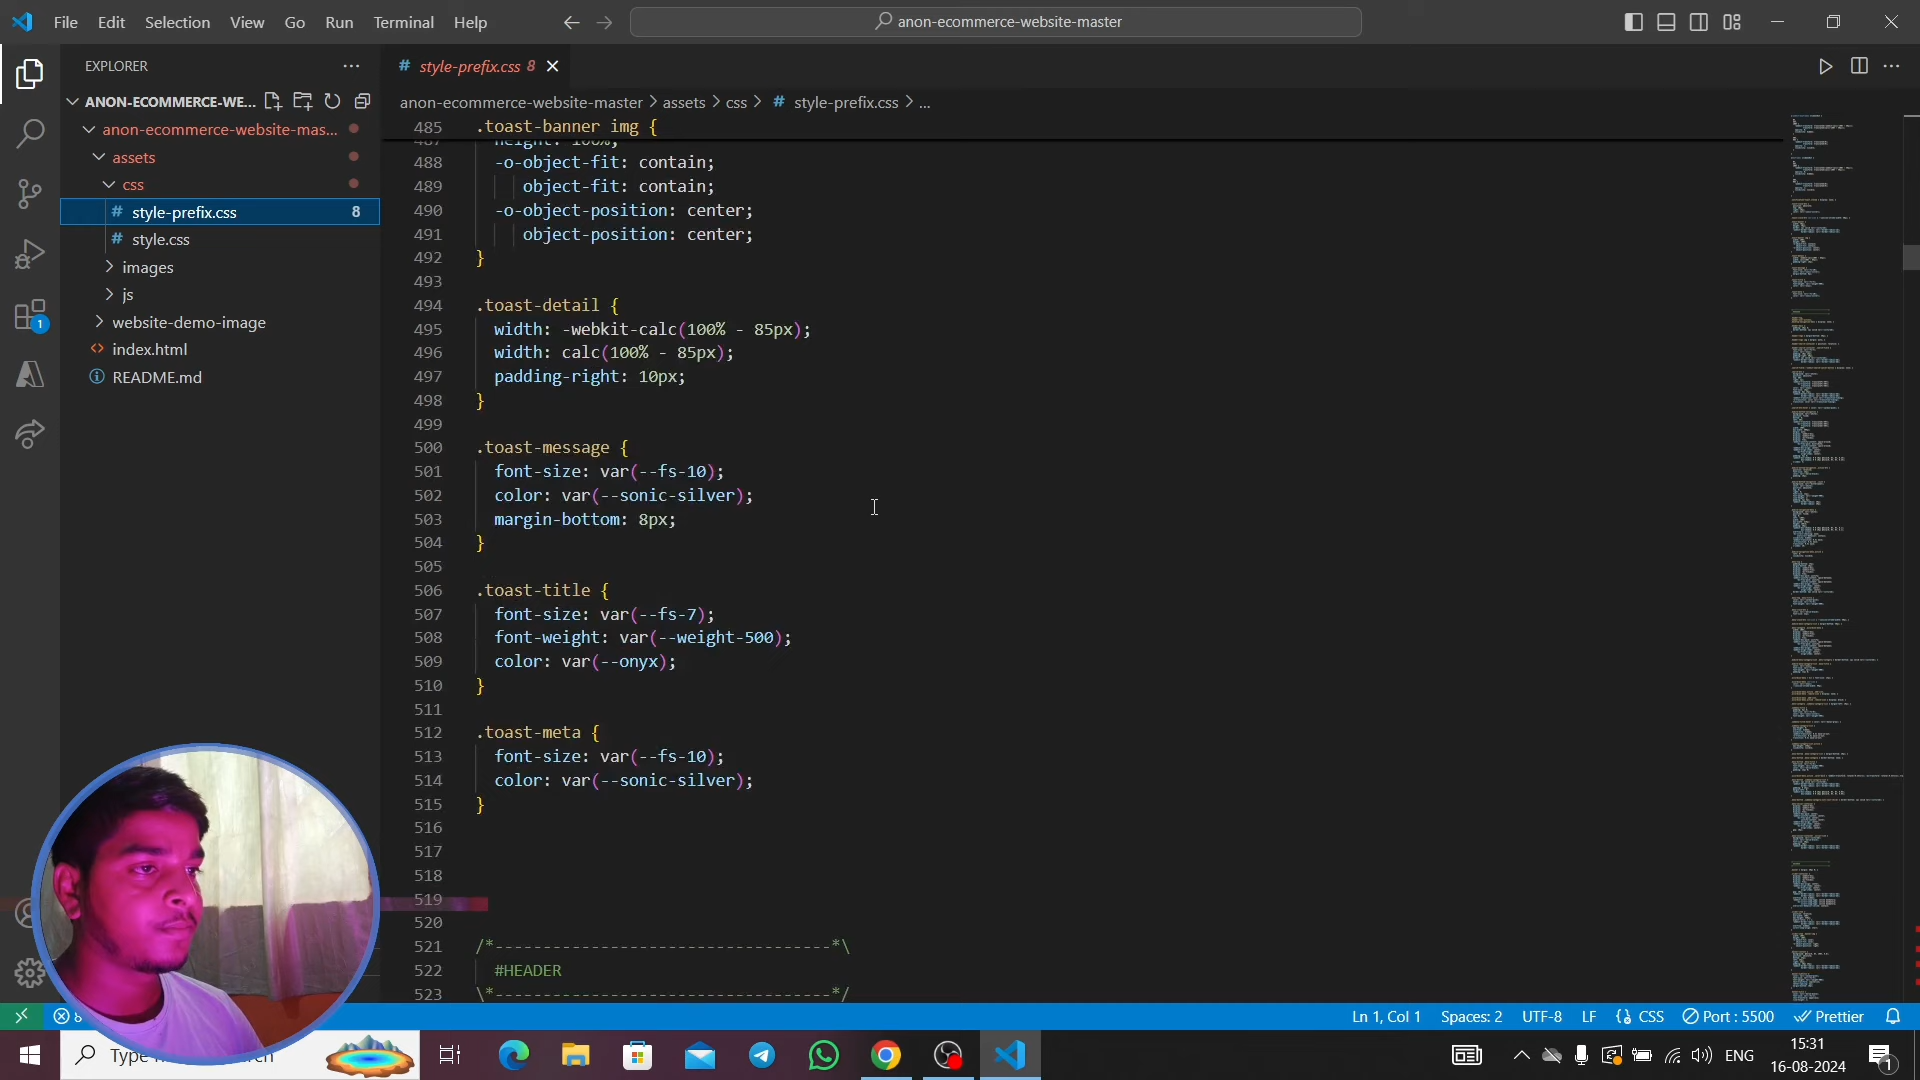 File Edit Selection View Go Run Terminal Help
anon-ecommerce-website-master
EXPLORER
ANON-ECOMMERCE-WE...
anon-ecommerce-website-mas...
assets
css
# style-prefix.css 8
# style.css
images
js
website-demo-image
index.html
README.md
1
# style-prefix.css 8
anon-ecommerce-website-master > assets > css > # style-prefix.css > ...
485 .toast-banner img {
487 height: 100%;
488 -o-object-fit: contain;
489 object-fit: contain;
490 -o-object-position: center;
491 object-position: center;
492 }
493
494 .toast-detail {
495 width: -webkit-calc(100% - 85px);
496 width: calc(100% - 85px);
497 padding-right: 10px;
498 }
499
500 .toast-message {
501 font-size: var(--fs-10);
502 color: var(--sonic-silver);
503 margin-bottom: 8px;
504 }
505
506 .toast-title {
507 font-size: var(--fs-7);
508 font-weight: var(--weight-500);
509 color: var(--onyx);
510 }
511
512 .toast-meta {
513 font-size: var(--fs-10);
514 color: var(--sonic-silver);
515 }
516
517
518
519
520
521 /*-----------------------------------*\
522 #HEADER
523 \*-----------------------------------*/
8
Ln 1, Col 1 Spaces: 2 UTF-8 LF {} CSS Port : 5500 Prettier
Type
ENG
15:31
16-08-2024
1